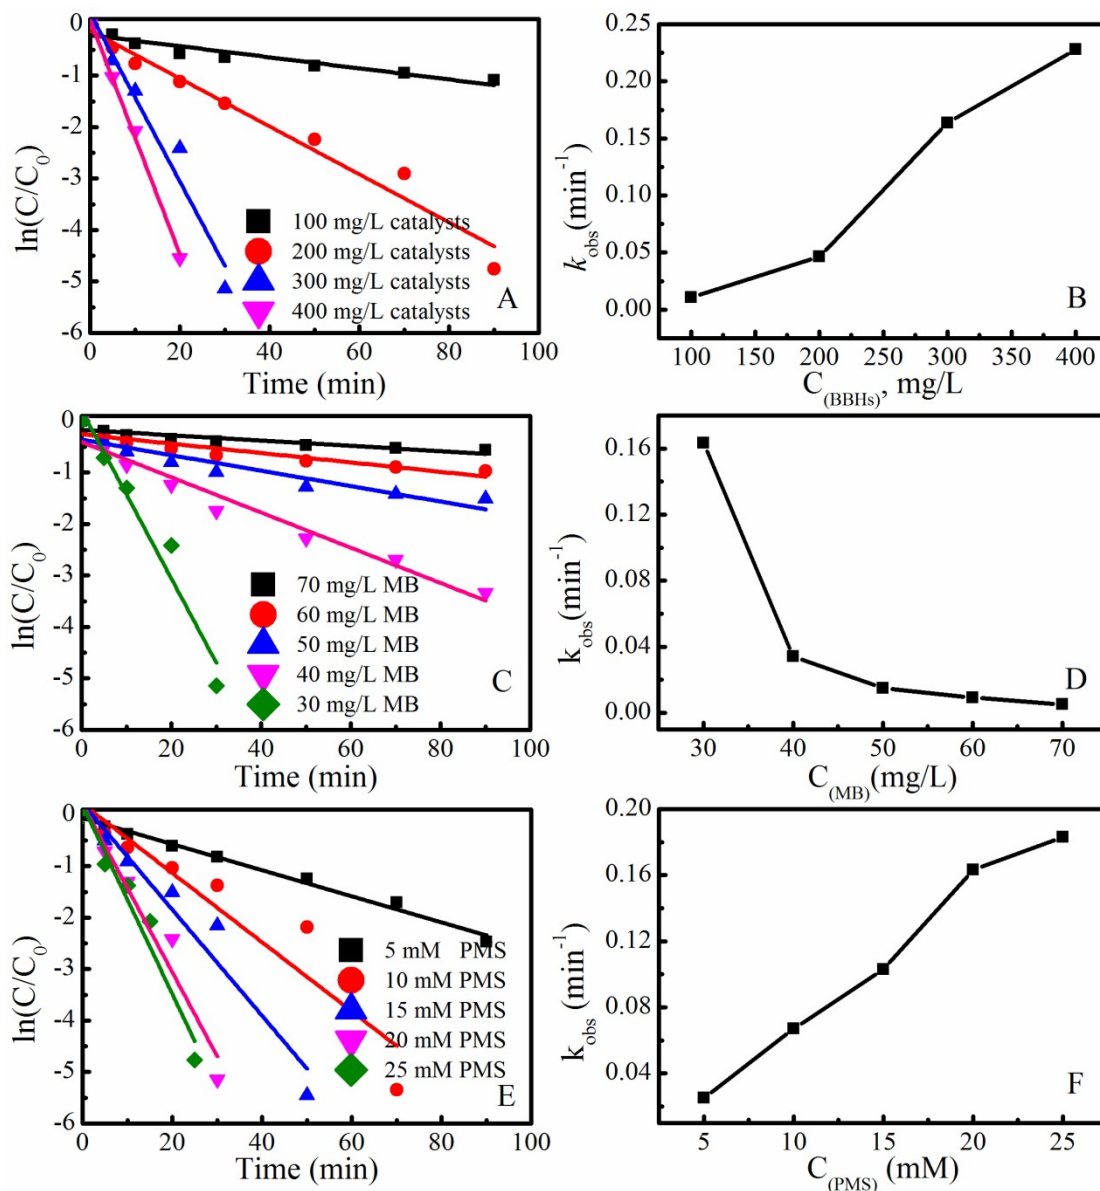 0
-1
-2
-3
-4
-5
-6
ln(C/C₀)
100 mg/L catalysts
200 mg/L catalysts
300 mg/L catalysts
400 mg/L catalysts
A
0 20 40 60 80 100
Time (min)
0.25
0.20
0.15
0.10
0.05
0.00
k_obs(min⁻¹)
B
100 150 200 250 300 350 400
C(BBHs), mg/L
0
-1
-2
-3
-4
-5
-6
ln(C/C₀)
70 mg/L MB
60 mg/L MB
50 mg/L MB
40 mg/L MB
30 mg/L MB
C
0 20 40 60 80 100
Time (min)
0.16
0.12
0.08
0.04
0.00
k_obs(min⁻¹)
D
30 40 50 60 70
C(MB)(mg/L)
0
-1
-2
-3
-4
-5
-6
ln(C/C₀)
5 mM PMS
10 mM PMS
15 mM PMS
20 mM PMS
25 mM PMS
E
0 20 40 60 80 100
Time (min)
0.20
0.16
0.12
0.08
0.04
k_obs (min⁻¹)
F
5 10 15 20 25
C(PMS) (mM)